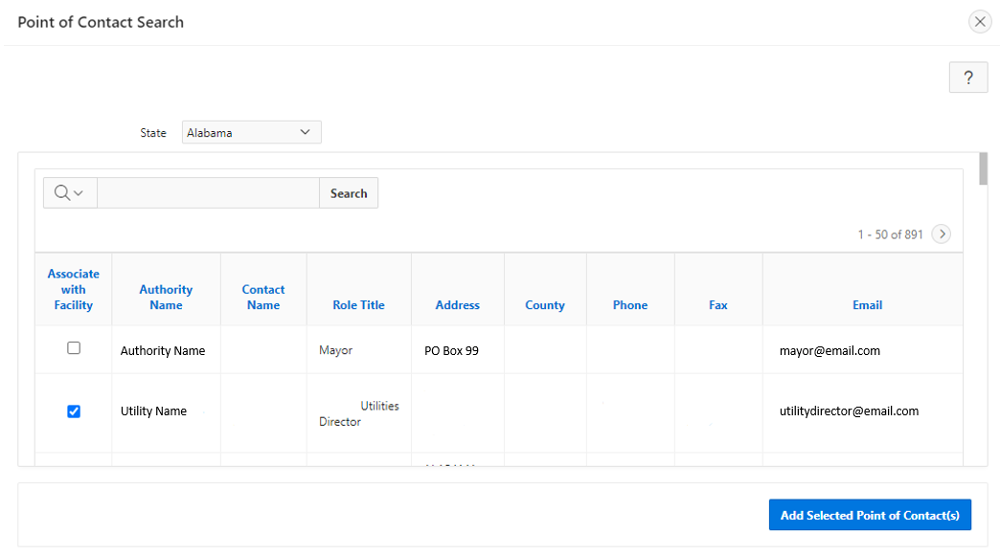 Point of Contact Search
?
State Alabama
Search
1 - 50 of 891
Associate with Facility
Authority Name
Contact Name
Role Title
Address
County
Phone
Fax
Email
Authority Name Mayor PO Box 99 mayor@email.com
Utility Name Utilities Director utilitydirector@email.com
Add Selected Point of Contact(s)